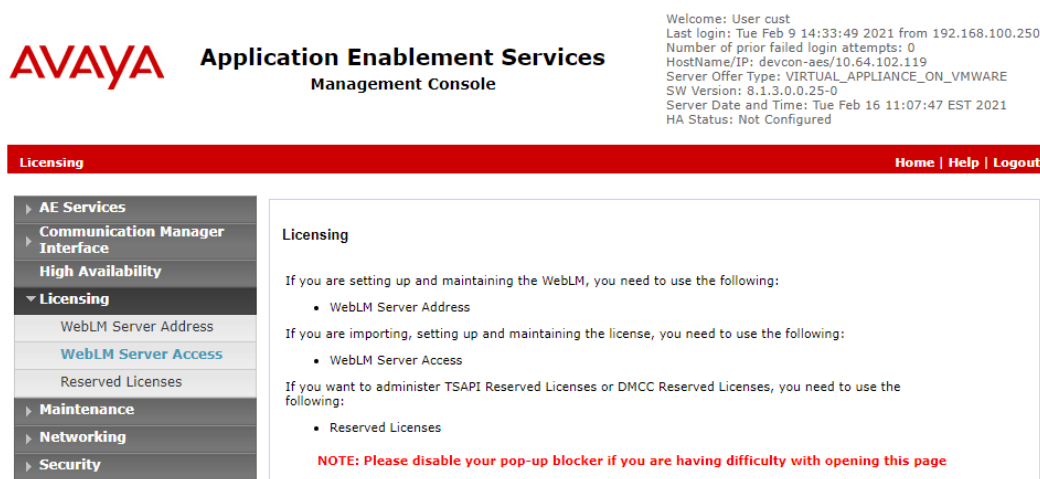 AVAYA
Application Enablement Services
Management Console
Welcome: User cust
Last login: Tue Feb 9 14:33:49 2021 from 192.168.100.250
Number of prior failed login attempts: 0
HostName/IP: devcon-aes/10.64.102.119
Server Offer Type: VIRTUAL_APPLIANCE_ON_VMWARE
SW Version: 8.1.3.0.0.25-0
Server Date and Time: Tue Feb 16 11:07:47 EST 2021
HA Status: Not Configured
Licensing
Home | Help | Logout
AE Services
Communication Manager
Interface
High Availability
Licensing
WebLM Server Address
WebLM Server Access
Reserved Licenses
Maintenance
Networking
Security
Licensing
If you are setting up and maintaining the WebLM, you need to use the following:
• WebLM Server Address
If you are importing, setting up and maintaining the license, you need to use the following:
• WebLM Server Access
If you want to administer TSAPI Reserved Licenses or DMCC Reserved Licenses, you need to use the
following:
• Reserved Licenses
NOTE: Please disable your pop-up blocker if you are having difficulty with opening this page